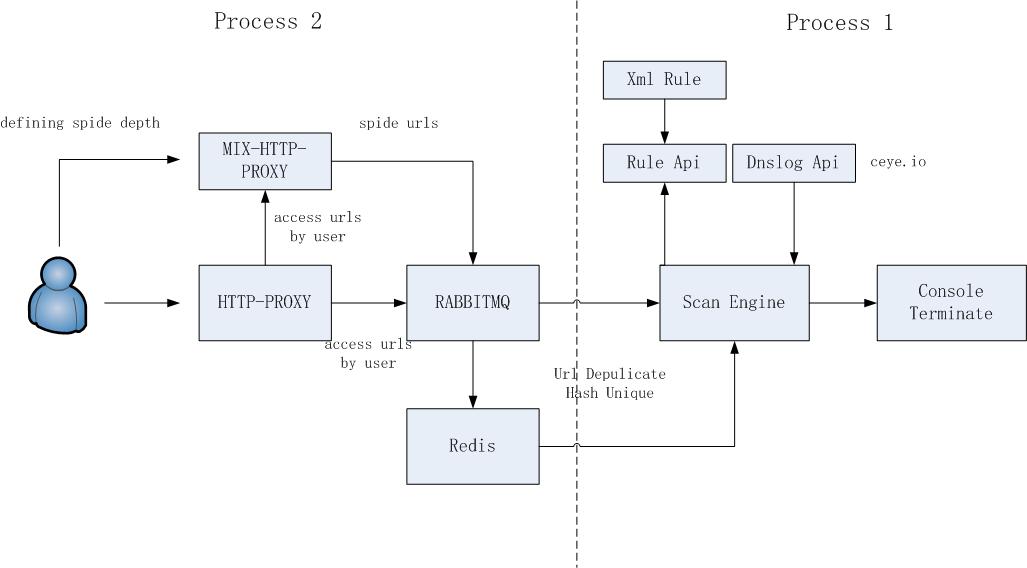 Process 2
Process 1
Xml Rule
defining spide depth
spide urls
MIX-HTTP-
PROXY
Rule Api
Dnslog Api
ceye.io
access urls
by user
HTTP-PROXY
RABBITMQ
Scan Engine
Console
Terminate
access urls
by user
Url Depulicate
Hash Unique
Redis